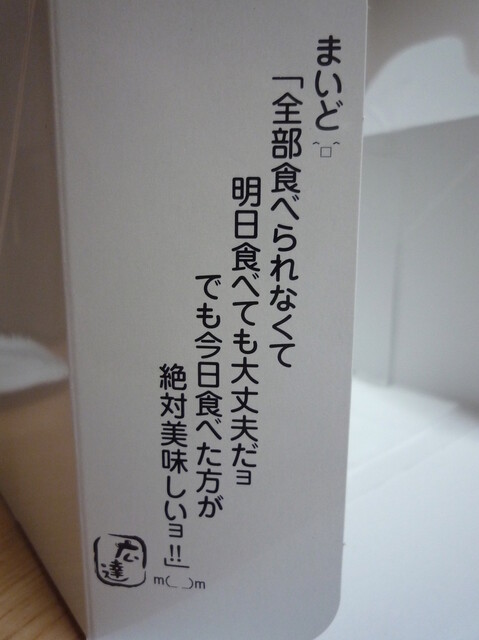 まいど ^□^
「全部食べられなくて
明日食べても大丈夫だョ
でも今日食べた方が
絶対美味しいョ!!」
m(_ _)m
広達